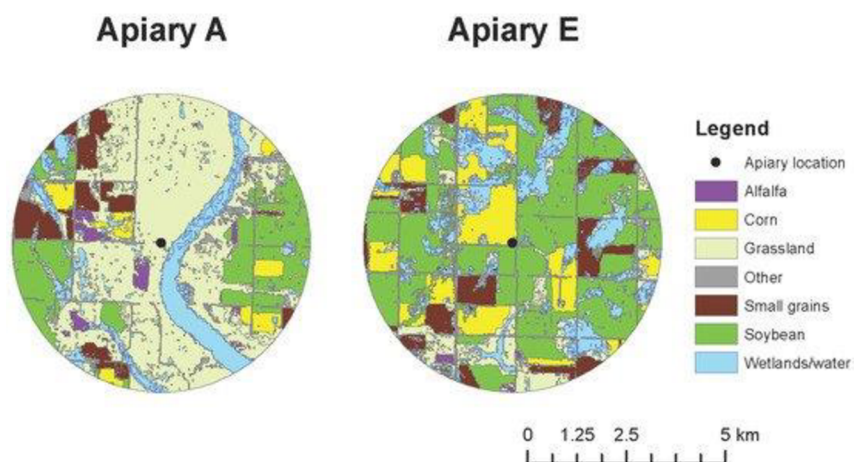 Apiary A
Apiary E
Legend
Apiary location
Alfalfa
Corn
Grassland
Other
Small grains
Soybean
Wetlands/water
0 1.25 2.5 5 km